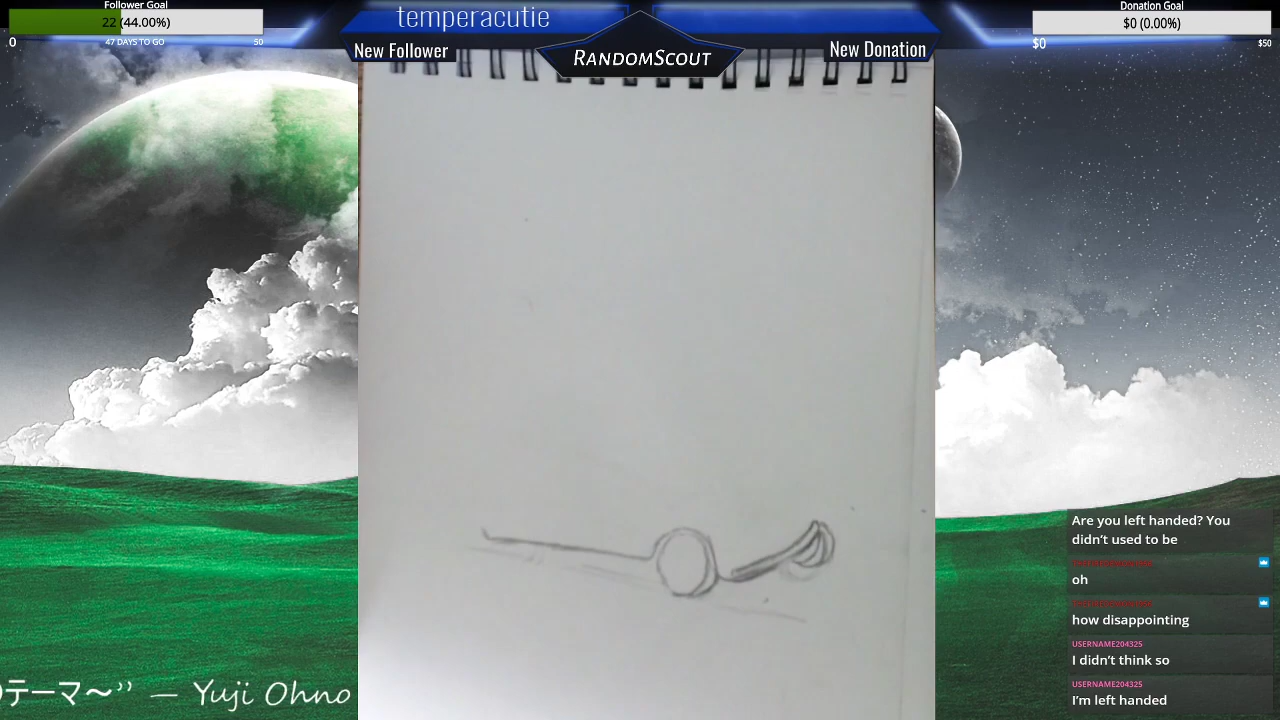 Follower Goal
22 (44.00%)
0
47 DAYS TO GO
50
temperacutie
New Follower
RANDOMSCOUT
New Donation
Donation Goal
$0 (0.00%)
$0
$50
Are you left handed? You
didn't used to be
oh
how disappointing
USERNAME204325
I didn't think so
USERNAME204325
I'm left handed
テーマ〜” — Yuji Ohno